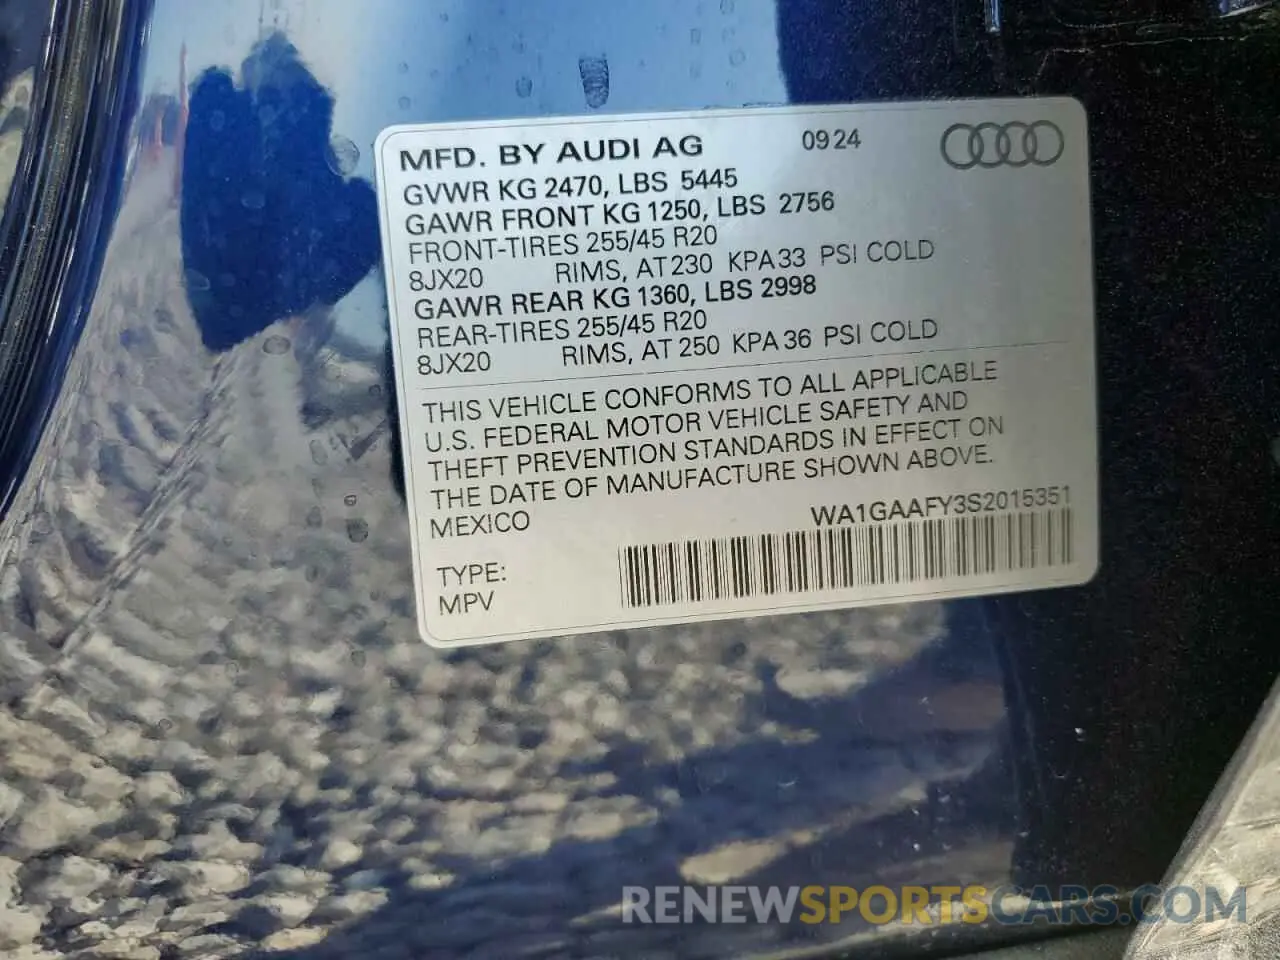 MFD. BY AUDI AG 09 24
GVWR KG 2470, LBS 5445
GAWR FRONT KG 1250, LBS 2756
FRONT-TIRES 255/45 R20
8JX20 RIMS, AT 230 KPA 33 PSI COLD
GAWR REAR KG 1360, LBS 2998
REAR-TIRES 255/45 R20
8JX20 RIMS, AT 250 KPA 36 PSI COLD
THIS VEHICLE CONFORMS TO ALL APPLICABLE
U.S. FEDERAL MOTOR VEHICLE SAFETY AND
THEFT PREVENTION STANDARDS IN EFFECT ON
THE DATE OF MANUFACTURE SHOWN ABOVE.
MEXICO WA1GAAFY3S2015351
TYPE:
MPV
RENEWSPORTSCARS.COM